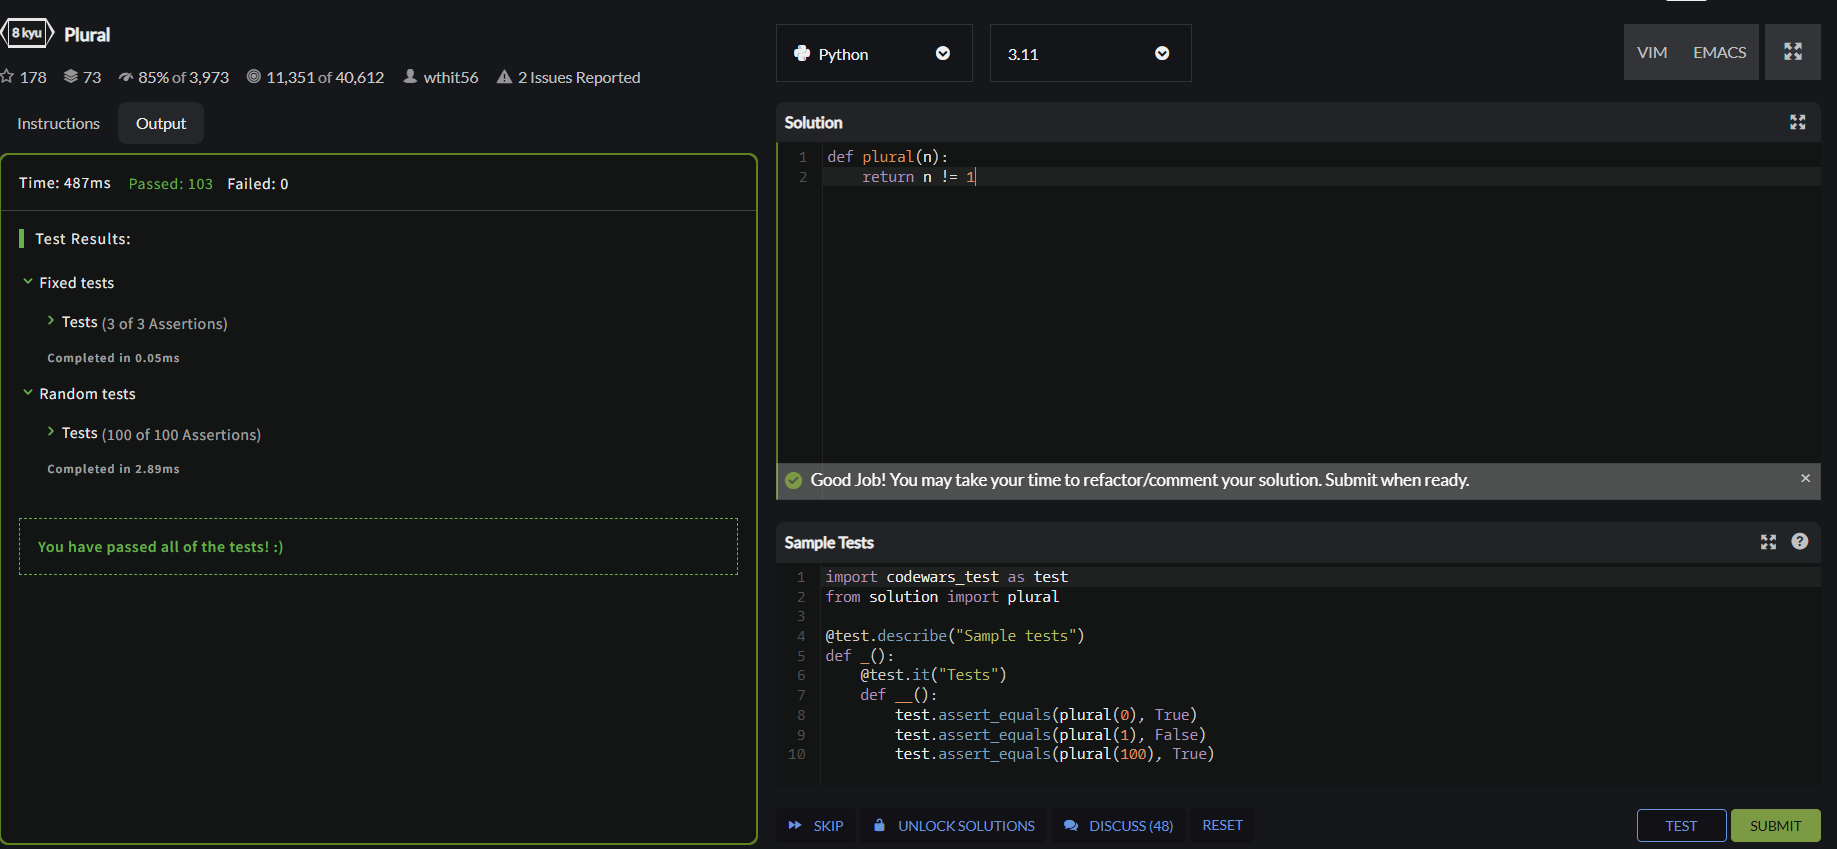 8 kyu Plural
178 73 85% of 3,973 11,351 of 40,612 wthit56 2 Issues Reported
Instructions Output
Time: 487ms Passed: 103 Failed: 0
Test Results:
Fixed tests
Tests (3 of 3 Assertions)
Completed in 0.05ms
Random tests
Tests (100 of 100 Assertions)
Completed in 2.89ms
You have passed all of the tests! :)
Python 3.11 VIM EMACS
Solution
1 def plural(n):
2     return n != 1
Good Job! You may take your time to refactor/comment your solution. Submit when ready.
Sample Tests
1 import codewars_test as test
2 from solution import plural
3
4 @test.describe("Sample tests")
5 def _():
6     @test.it("Tests")
7     def __():
8         test.assert_equals(plural(0), True)
9         test.assert_equals(plural(1), False)
10         test.assert_equals(plural(100), True)
SKIP UNLOCK SOLUTIONS DISCUSS (48) RESET TEST SUBMIT